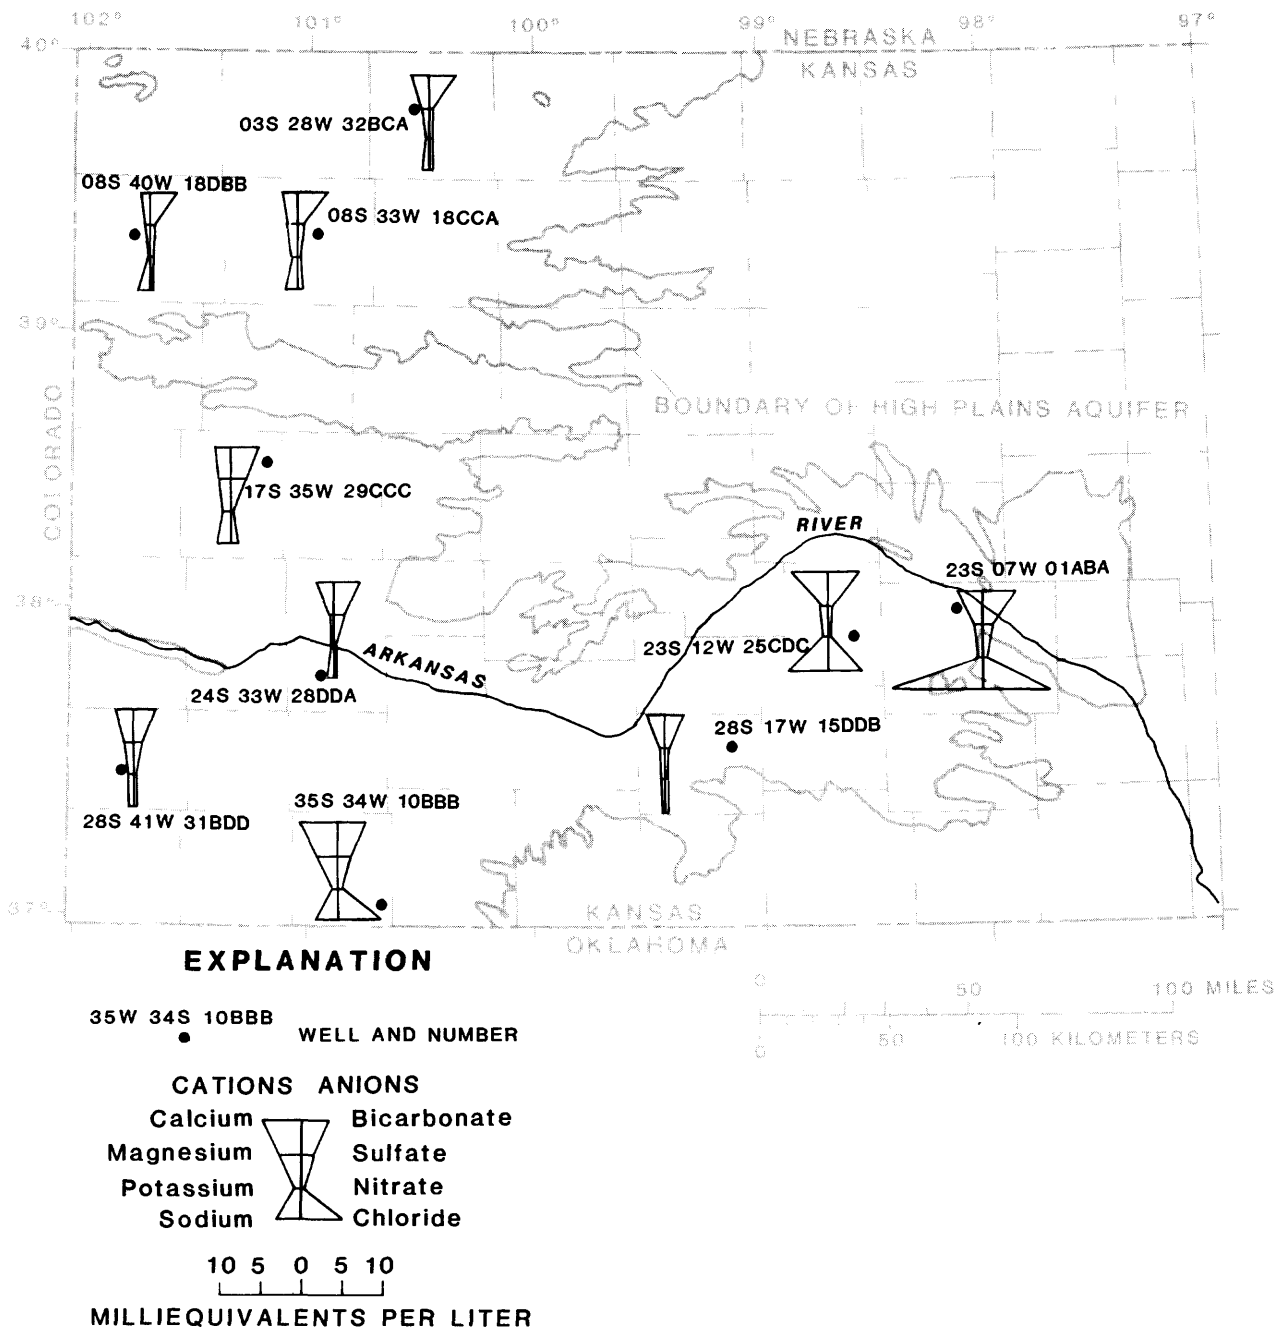 102° 101° 100° 99° 98° 97°
40°
NEBRASKA
KANSAS
03S 28W 32BCA
08S 40W 18DBB
08S 33W 18CCA
39°
COLORADO
BOUNDARY OF HIGH PLAINS AQUIFER
17S 35W 29CCC
RIVER
23S 07W 01ABA
38°
23S 12W 25CDC
ARKANSAS
24S 33W 28DDA
28S 17W 15DDB
35S 34W 10BBB
28S 41W 31BDD
37°
KANSAS
OKLAHOMA
EXPLANATION
0 50 100 MILES
35W 34S 10BBB
WELL AND NUMBER
0 50 100 KILOMETERS
CATIONS ANIONS
Calcium Bicarbonate
Magnesium Sulfate
Potassium Nitrate
Sodium Chloride
10 5 0 5 10
MILLIEQUIVALENTS PER LITER